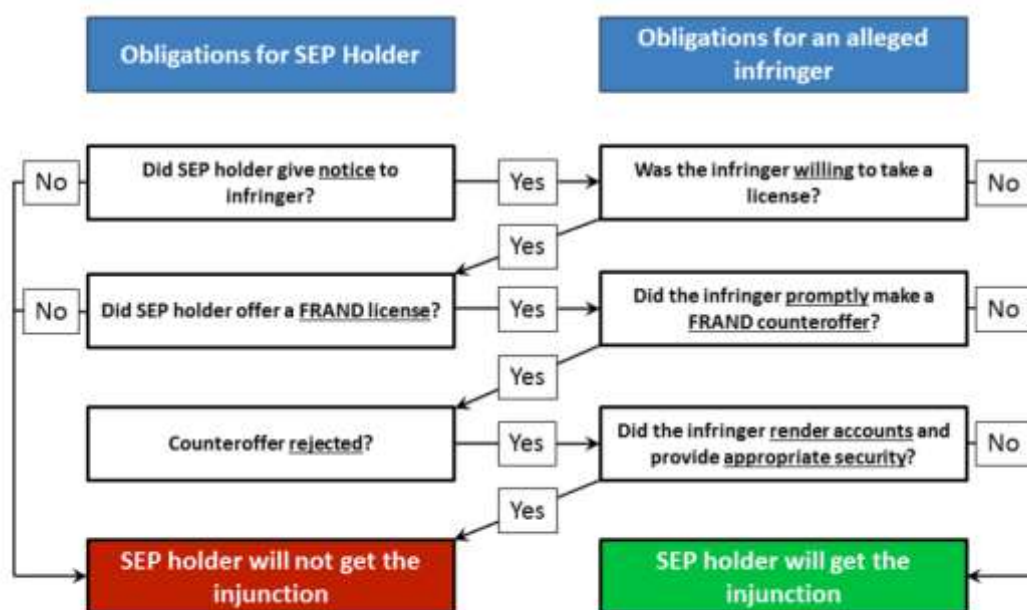 Obligations for SEP Holder
Obligations for an alleged
infringer
No
Did SEP holder give notice to
infringer?
Yes
Was the infringer willing to take a
license?
No
Yes
No
Did SEP holder offer a FRAND license?
Yes
Did the infringer promptly make a
FRAND counteroffer?
No
Yes
Counteroffer rejected?
Yes
Did the infringer render accounts and
provide appropriate security?
No
Yes
SEP holder will not get the
injunction
SEP holder will get the
injunction